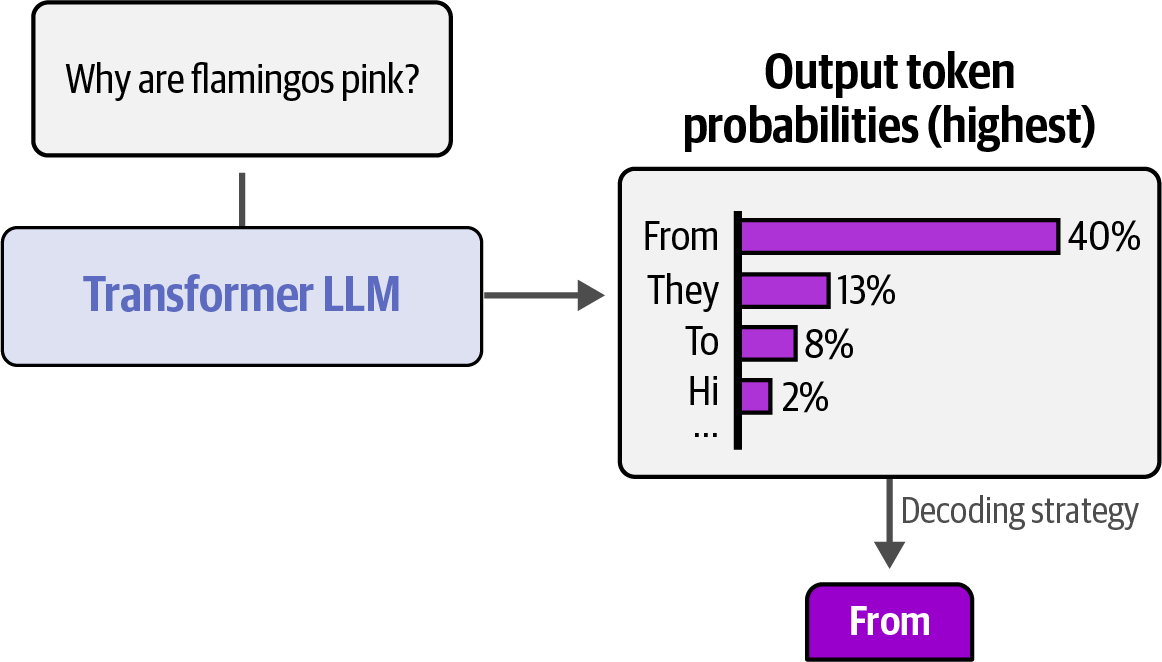 Why are flamingos pink?
Transformer LLM
Output token
probabilities (highest)
From 40%
They 13%
To 8%
Hi 2%
...
Decoding strategy
From